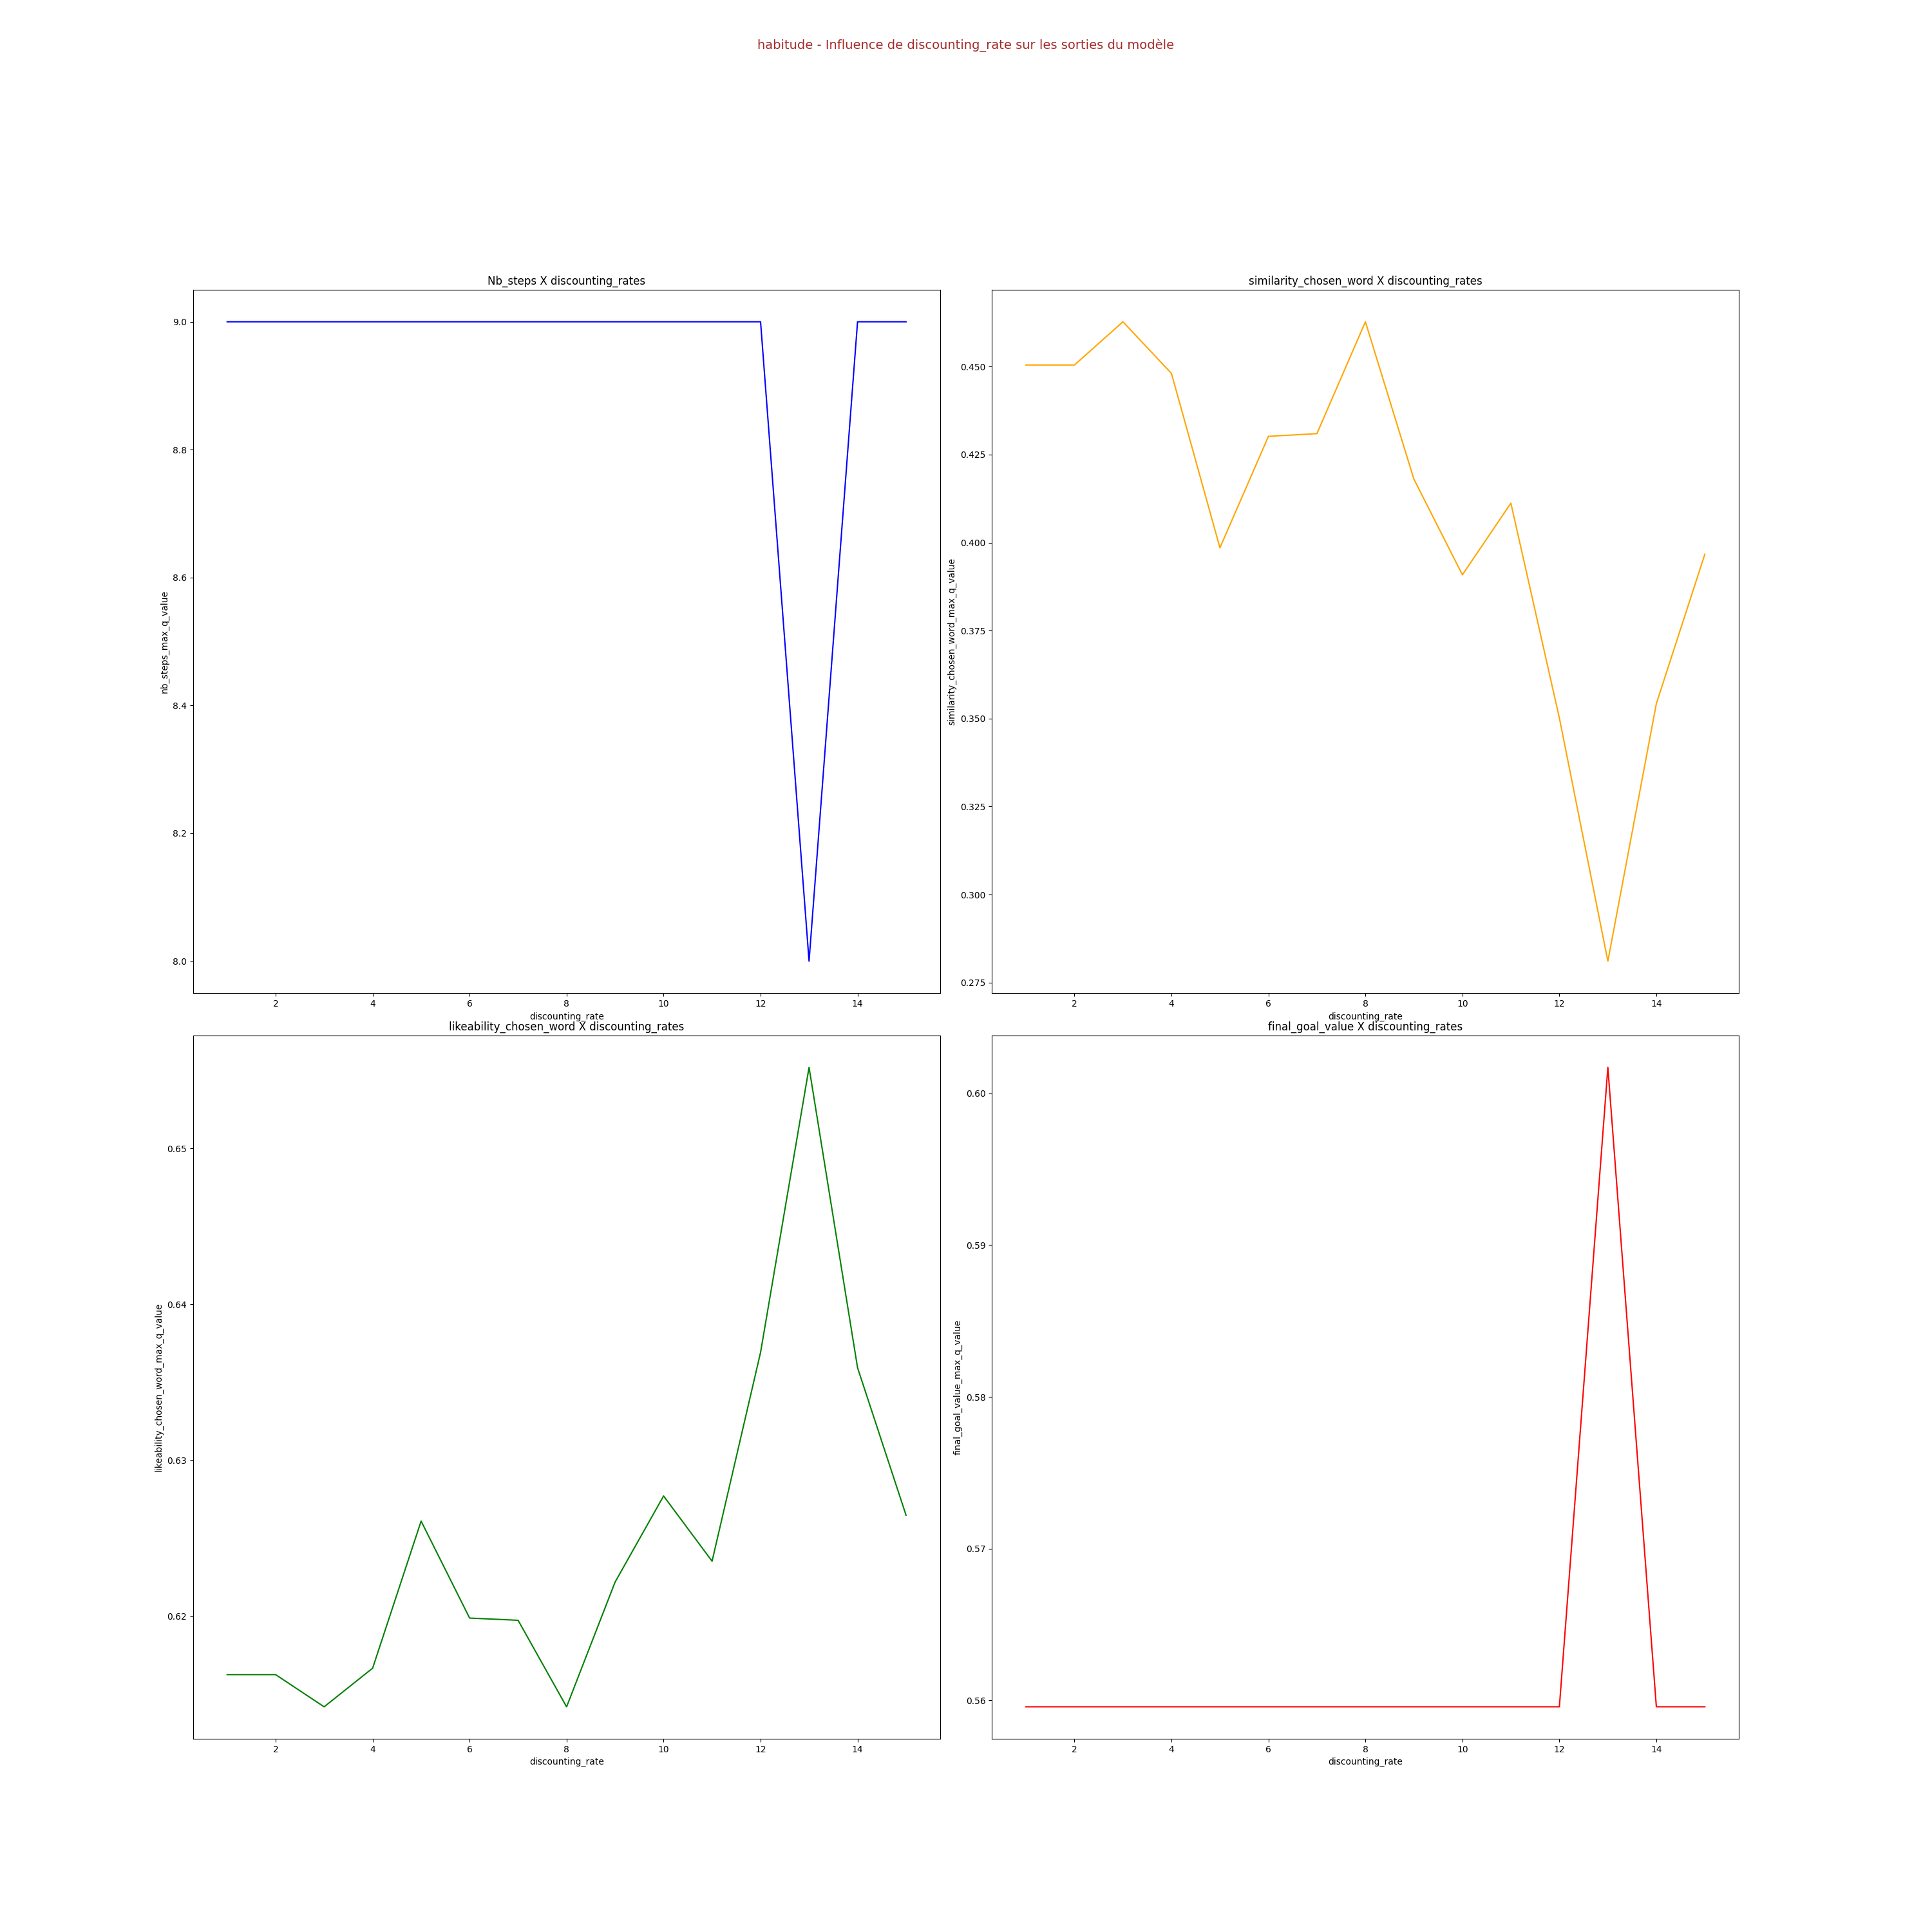 habitude - Influence de discounting_rate sur les sorties du modèle
Nb_steps X discounting_rates
nb_steps_max_q_value
9.0
8.8
8.6
8.4
8.2
8.0
2 4 6 8 10 12 14
discounting_rate
similarity_chosen_word X discounting_rates
similarity_chosen_word_max_q_value
0.450
0.425
0.400
0.375
0.350
0.325
0.300
0.275
2 4 6 8 10 12 14
discounting_rate
likeability_chosen_word X discounting_rates
likeability_chosen_word_max_q_value
0.65
0.64
0.63
0.62
2 4 6 8 10 12 14
discounting_rate
final_goal_value X discounting_rates
final_goal_value_max_q_value
0.60
0.59
0.58
0.57
0.56
2 4 6 8 10 12 14
discounting_rate